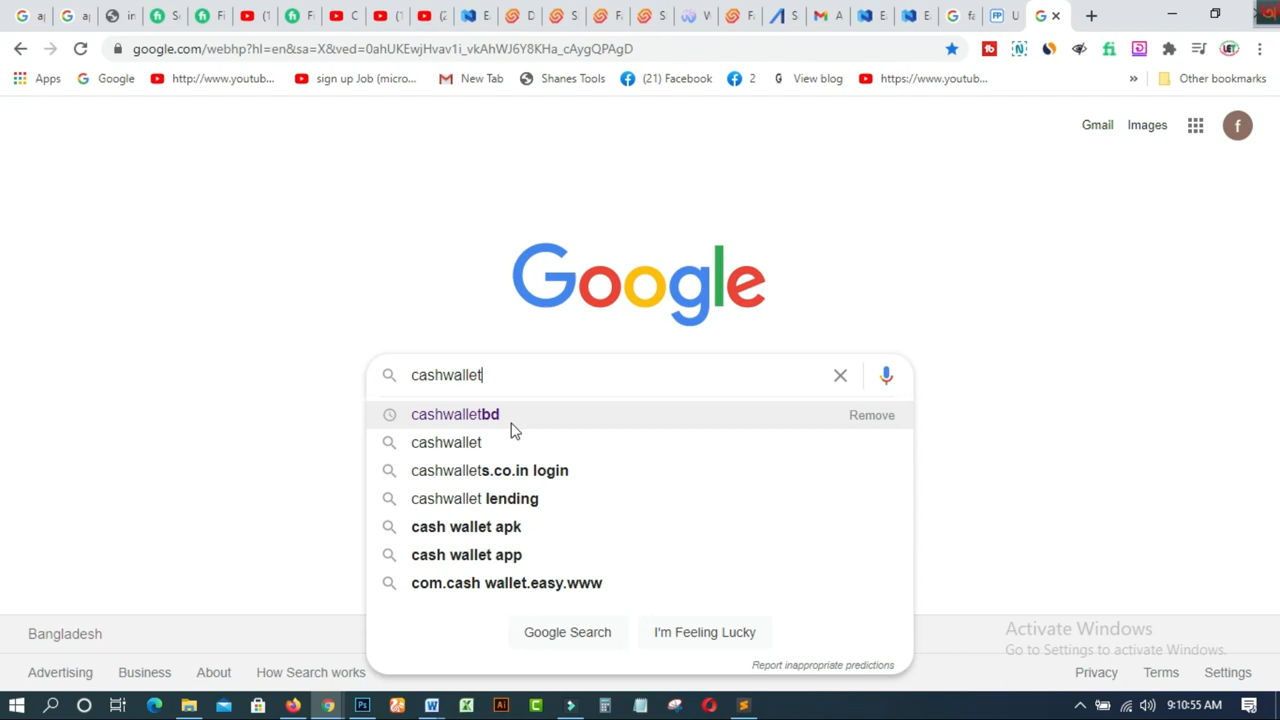 google.com/webhp?hl=en&sa=X&ved=0ahUKEwjHvav1i_vkAhWJ6Y8KHa_cAygQPAgD
Apps
Google
http://www.youtub...
sign up Job (micro...
New Tab
Shanes Tools
(21) Facebook
2
View blog
https://www.youtub...
»
Other bookmarks
Gmail
Images
f
Google
cashwallet
cashwalletbd
Remove
cashwallet
cashwallets.co.in login
cashwallet lending
cash wallet apk
cash wallet app
com.cash wallet.easy.www
Google Search
I'm Feeling Lucky
Report inappropriate predictions
Activate Windows
Go to Settings to activate Windows.
Bangladesh
Advertising
Business
About
How Search works
Privacy
Terms
Settings
9:10:55 AM